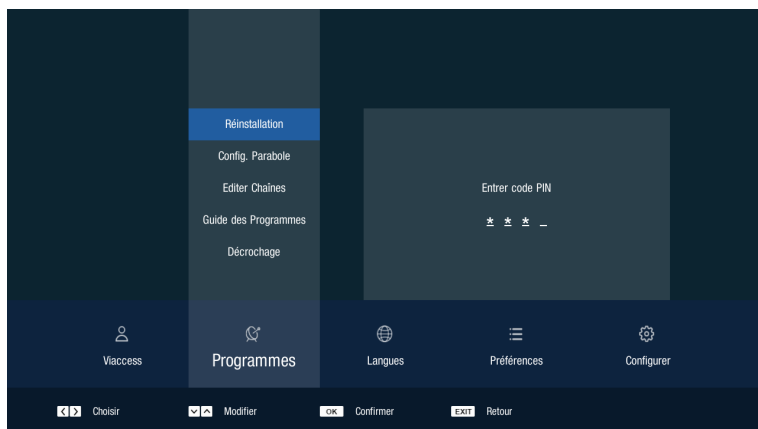 Réinstallation
Config. Parabole
Editer Chaînes
Guide des Programmes
Décrochage
Entrer code PIN
* * * _
Viaccess
Programmes
Langues
Préférences
Configurer
< > Choisir
Modifier
OK Confirmer
EXIT Retour